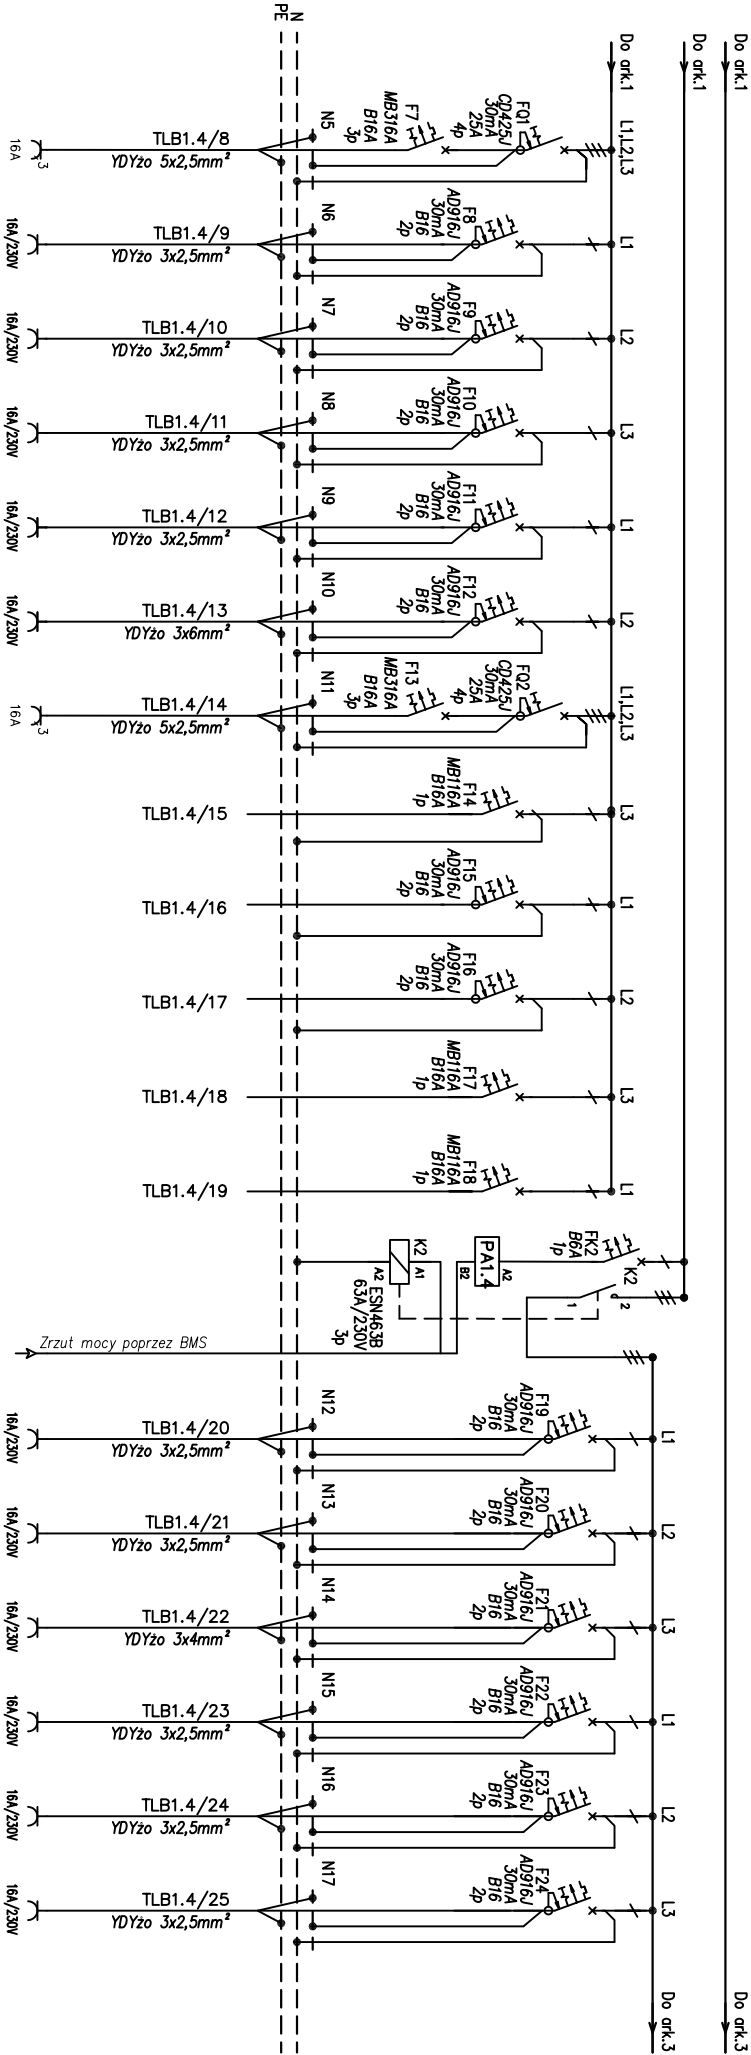 Do ark.1
Do ark.1
Do ark.1
N
PE
L1,L2,L3
FQ1
CD425J
30mA
25A
4p
F7
MB316A
B16A
3p
N5
TLB1.4/8
YDYżo 5x2,5mm²
16A
3
L1
F8
AD916J
30mA
B16
2p
N6
TLB1.4/9
YDYżo 3x2,5mm²
16A/230V
L2
F9
AD916J
30mA
B16
2p
N7
TLB1.4/10
YDYżo 3x2,5mm²
16A/230V
L3
F10
AD916J
30mA
B16
2p
N8
TLB1.4/11
YDYżo 3x2,5mm²
16A/230V
L1
F11
AD916J
30mA
B16
2p
N9
TLB1.4/12
YDYżo 3x2,5mm²
16A/230V
L2
F12
AD916J
30mA
B16
2p
N10
TLB1.4/13
YDYżo 3x6mm²
16A/230V
L1,L2,L3
FQ2
CD425J
30mA
25A
4p
F13
MB316A
B16A
3p
N11
TLB1.4/14
YDYżo 5x2,5mm²
16A
3
L3
F14
MB116A
B16A
1p
TLB1.4/15
L1
F15
AD916J
30mA
B16
2p
TLB1.4/16
L2
F16
AD916J
30mA
B16
2p
TLB1.4/17
L3
F17
MB116A
B16A
1p
TLB1.4/18
L1
F18
MB116A
B16A
1p
TLB1.4/19
FK2
B6A
1p
K2
1
2
PA1.4
A2
B2
K2
A1
A2
ESN463B
63A/230V
3p
Zrzut mocy poprzez BMS
L1
F19
AD916J
30mA
B16
2p
N12
TLB1.4/20
YDYżo 3x2,5mm²
16A/230V
L2
F20
AD916J
30mA
B16
2p
N13
TLB1.4/21
YDYżo 3x2,5mm²
16A/230V
L3
F21
AD916J
30mA
B16
2p
N14
TLB1.4/22
YDYżo 3x4mm²
16A/230V
L1
F22
AD916J
30mA
B16
2p
N15
TLB1.4/23
YDYżo 3x2,5mm²
16A/230V
L2
F23
AD916J
30mA
B16
2p
N16
TLB1.4/24
YDYżo 3x2,5mm²
16A/230V
L3
F24
AD916J
30mA
B16
2p
N17
TLB1.4/25
YDYżo 3x2,5mm²
16A/230V
Do ark.3
Do ark.3